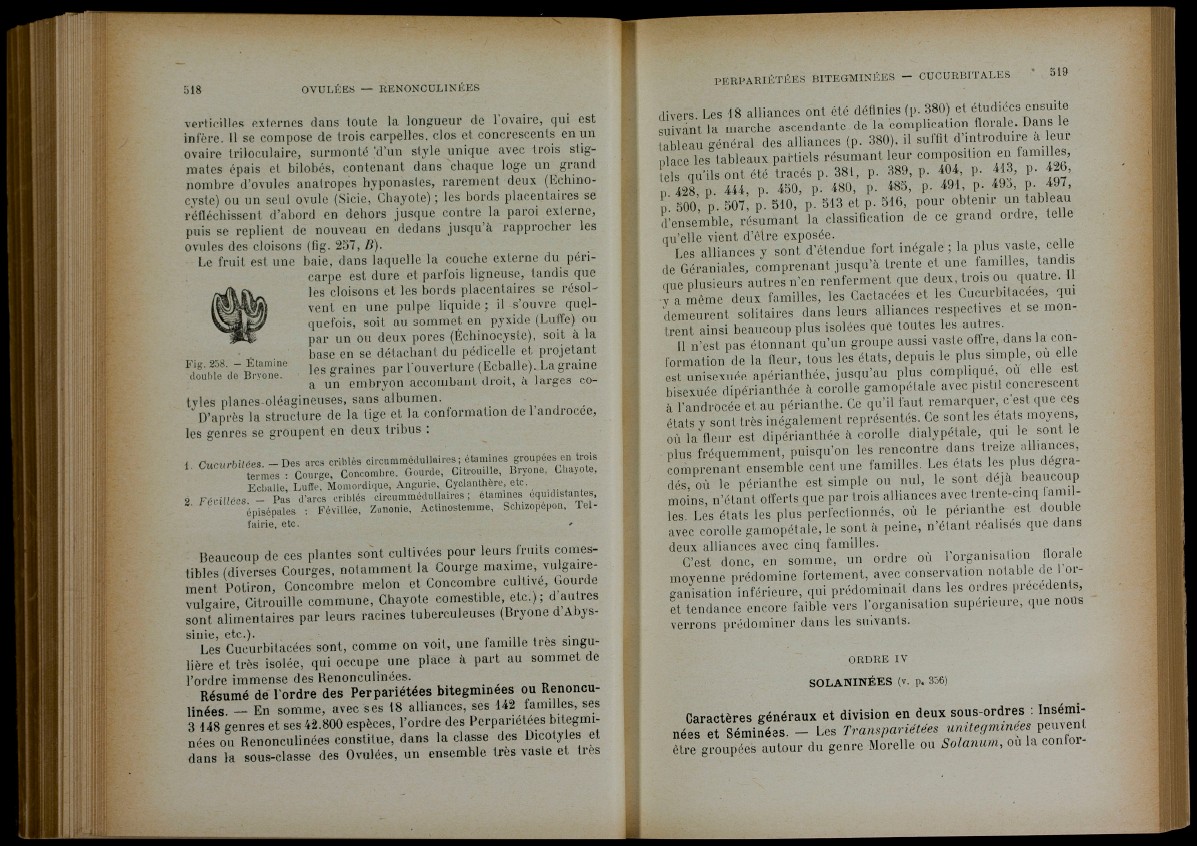 518
OVULÉES — RENONCULINÉES
verticilles externes dans toute la longueur de l'ovaire, qui est
infère. Il se compose de trois carpelles, clos et concrescents en un
ovaire triloculaire, surmonté d'un style unique avec trois stig-
mates épais et bilobés, contenant dans chaque loge un grand
nombre d'ovules anatropes hyponastes, rarement deux (Echino-
cyste) ou un seul ovule (Sicie, Chayote) ; les bords placentaires se
réfléchissent d'abord en dehors jusque contre la paroi externe,
puis se replient de nouveau en dedans jusqu'à rapprocher les
ovules des cloisons (fig. 257, B).
Le fruit est une baie, dans laquelle la couche externe du péri-
carpe est dure et parfois ligneuse, tandis que
les cloisons et les bords placentaires se résol-
vent en une pulpe liquide ; il s'ouvre quel-
quefois, soit au sommet en pyxide (Luffe) ou
par un ou deux pores (Échinocyste), soit à la
base en se détachant du pédicelle et projetant
les graines par l'ouverture (Ecballe). La graine
a un embryon accombant droit, à larges co-
Fig. 258. — Étamine
double de Bryone.
tyles planes oléagineuses, sans albumen.
D'après la structure de la tige et la conformation de l'androcée,
les genres se groupent en deux tribus :
1. Cucurbitées. — Des arcs criblés circummédullaires ; étamines groupées en trois
termes : Courge, Concombre, Gourde, Citrouille, Bryone, Chayote,
Ecballe, Luffe, Momordique, Angurie, Cyclanthère, etc.
2. Févillées. — Pas d'arcs criblés circummédullaires ; étamines équidistantes,
épisépales : Févillée, Zanonie, Actinostemme, Schizopépon, Tel-
fairie, etc.
Beaucoup de ces plantes sont cultivées pour leurs fruits comes-
tibles (diverses Courges, notamment la Courge maxime, vulgaire-
ment Potiron, Concombre melon et Concombre cultivé, Gourde
vulgaire, Citrouille commune, Chayote comestible, etc.) ; d'autres
sont alimentaires par leurs racines tuberculeuses (Bryone d'Abys-
sinie, etc.).
Les Cucurbitacées sont, comme on voit, une famille très singu-
lière et très isolée, qui occupe une place à part au sommet de
l'ordre immense des Renonculinées.
Résumé de l'ordre des Perpariétées bitegminées ou Renoncu-
linées. — En somme, avec ses 18 alliances, ses 142 familles, ses
3 148 genres et ses 42.800 espèces, l'ordre des Perpariétées bitegmi-
nées ou Renonculinées constitue, dans la classe des Dicotyles et
dans la sous-classe des Ovulées, un ensemble très vaste et très
PERPARIÉTÉES BITEGMINÉES — CUCURBITALES
519
divers. Les 18 alliances ont été définies (p. 380) et étudiées ensuite
suivant la marche ascendante de la complication florale. Dans le
tableau général des alliances (p. 380), il suffit d'introduire à leur
place les tableaux partiels résumant leur composition en familles,
tels qu'ils ont été tracés p. 381, p. 389, p. 404, p. 413, p. 426,
p. 428, p. 444, p. 450, p. 480, p. 485, p. 491, p. 495, p. 497,
p. 500, p. 507, p. 510, p. 513 et p. 516, pour obtenir un tableau
d'ensemble, résumant la classification de ce grand ordre, telle
qu'elle vient d'être exposée.
Les alliances y sont d'étendue fort inégale ; la plus vaste, celle
de Géraniales, comprenant jusqu'à trente et une familles, tandis
que plusieurs autres n'en renferment que deux, trois ou quatre. Il
y a même deux familles, les Cactacées et les Cucurbitacées, qui
demeurent solitaires dans leurs alliances respectives et se mon-
trent ainsi beaucoup plus isolées que toutes les autres.
Il n'est pas étonnant qu'un groupe aussi vaste offre, dans la con-
formation de la fleur, tous les états, depuis le plus simple, où elle
est unisexuée apérianthée, jusqu'au plus compliqué, où elle est
bisexuée dipérianthée à corolle gamopétale avec pistil concrescent
à l'androcée et au périanthe. Ce qu'il faut remarquer, c'est que ces
états y sont très inégalement représentés. Ce sont les états moyens,
où la fleur est dipérianthée à corolle dialypétale, qui le sont le
plus fréquemment, puisqu'on les rencontre dans treize alliances,
comprenant ensemble cent une familles. Les états les plus dégra-
dés, où le périanthe est simple ou nul, le sont déjà beaucoup
moins, n'étant offerts que par trois alliances avec trente-cinq famil-
les. Les états les plus perfectionnés, où le périanthe est double
avec corolle gamopétale, le sont à peine, n'étant réalisés que dans
deux alliances avec cinq familles.
C'est donc, en somme, un ordre où l'organisation florale
moyenne prédomine fortement, avec conservation notable de l'or-
ganisation inférieure, qui prédominait dans les ordres précédents,
et tendance encore faible vers l'organisation supérieure, que nous
verrons prédominer dans les suivants.
ORDRE IV
SOLANINÉES (v. p. 356)
Caractères généraux et division en deux sous-ordres : Insémi-
nées et Séminées. — Les Transpariétées unitegminées peuvent
être groupées autour du genre Morelle ou Solanum, où la confor-